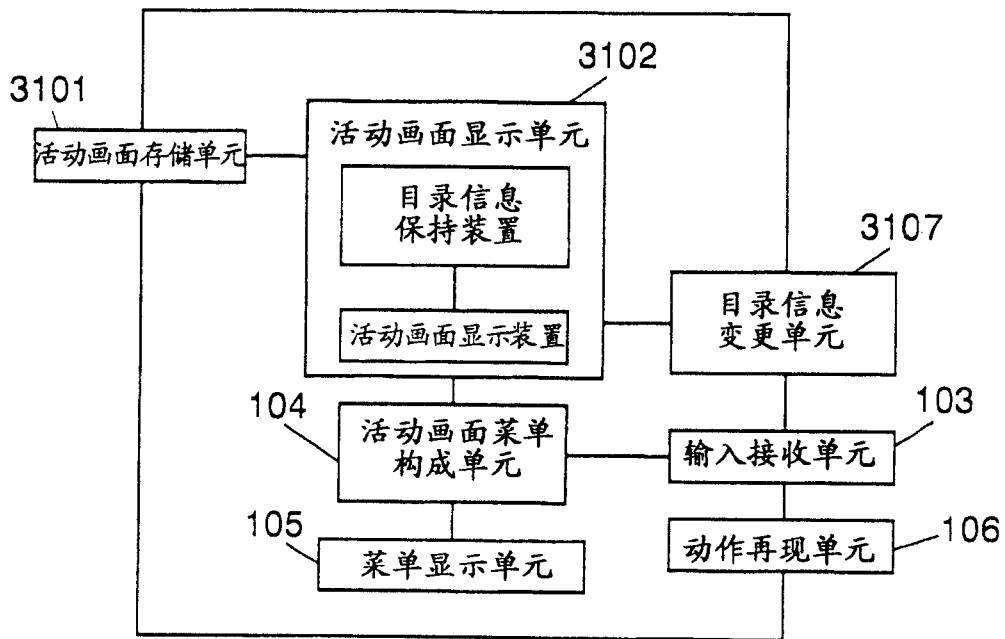 3102
3101
活动画面存储单元
活动画面显示单元
目录信息
保持装置
活动画面显示装置
3107
目录信息
变更单元
104
活动画面菜单
构成单元
103
输入接收单元
105
菜单显示单元
106
动作再现单元